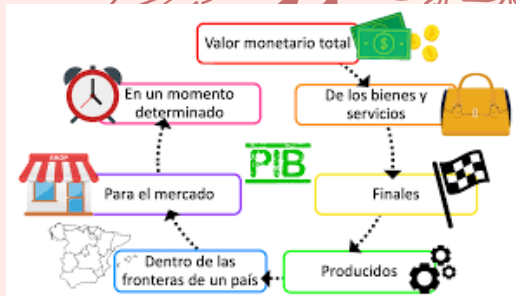 Valor monetario total
De los bienes y
servicios
Finales
Producidos
Dentro de las
fronteras de un país
Para el mercado
En un momento
determinado
PIB
SHOP